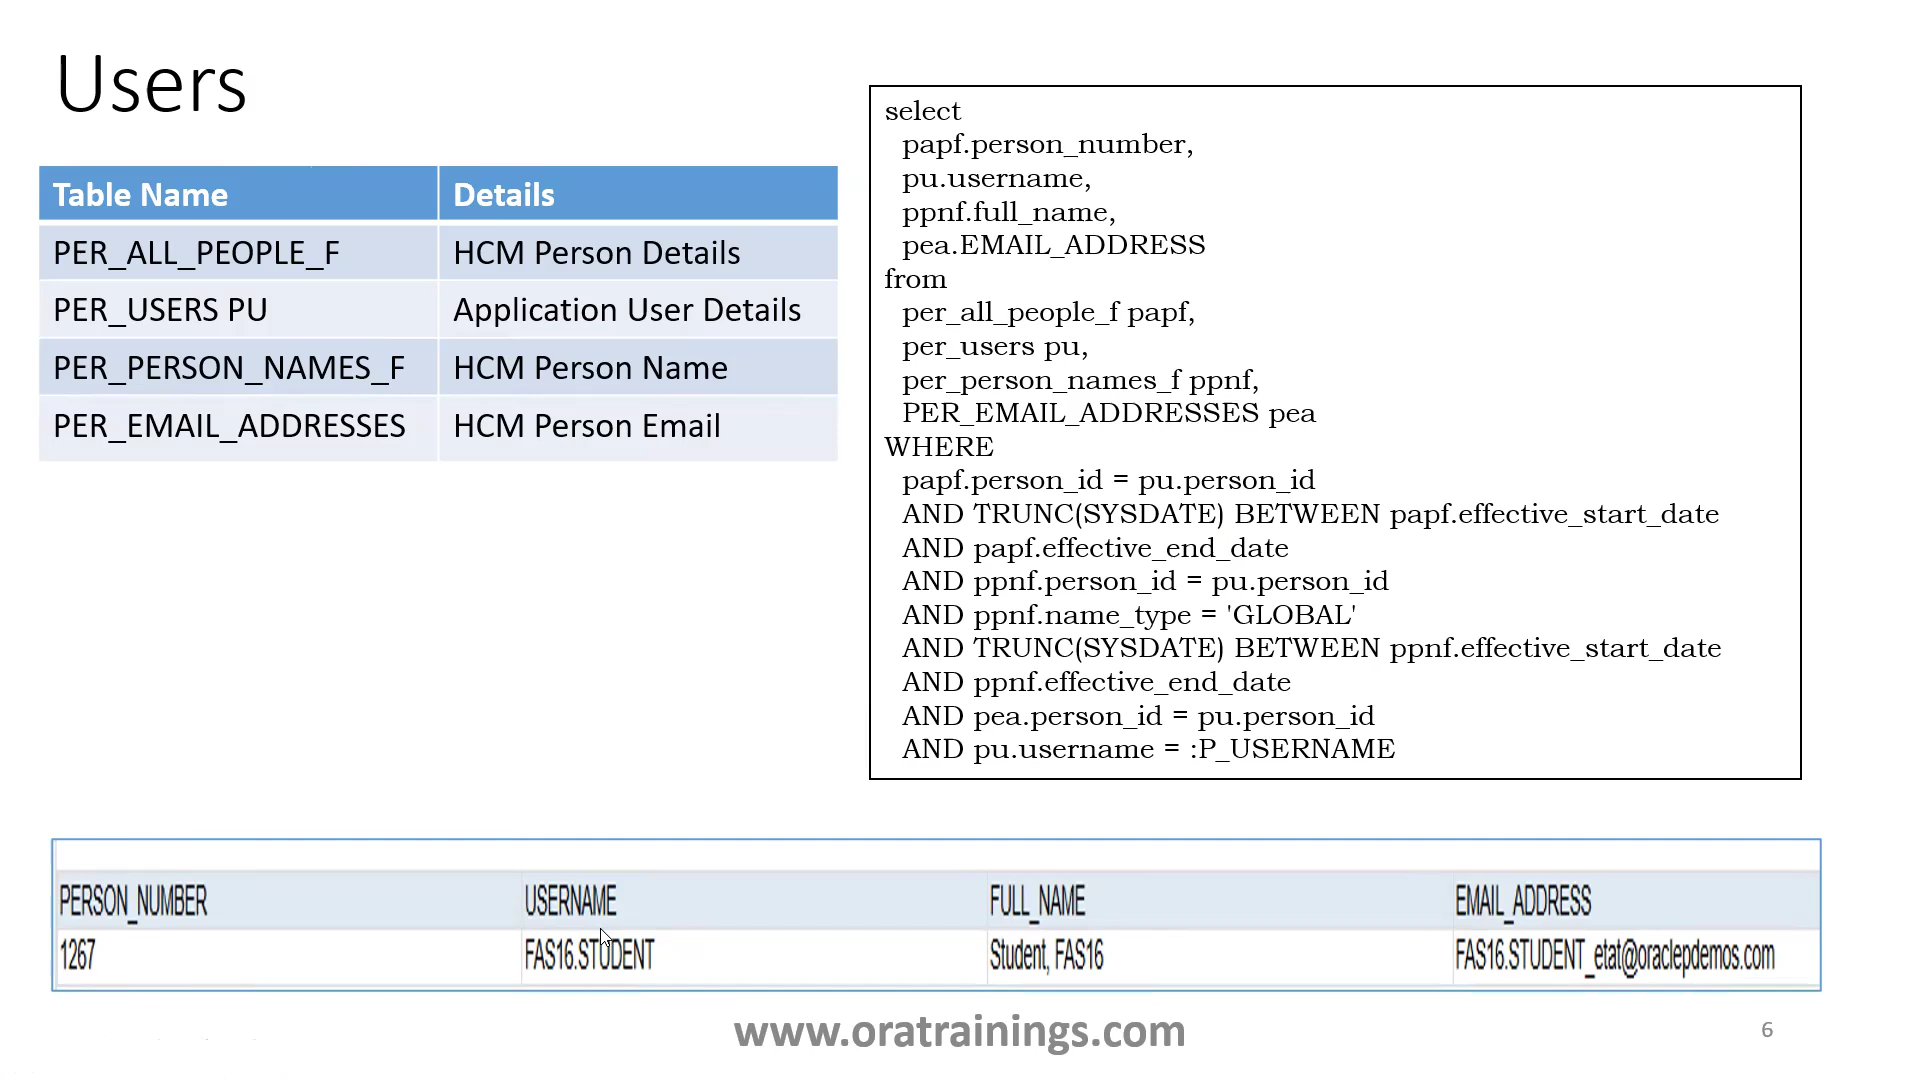 Users
Table Name Details
PER_ALL_PEOPLE_F HCM Person Details
PER_USERS PU Application User Details
PER_PERSON_NAMES_F HCM Person Name
PER_EMAIL_ADDRESSES HCM Person Email
select
papf.person_number,
pu.username,
ppnf.full_name,
pea.EMAIL_ADDRESS
from
per_all_people_f papf,
per_users pu,
per_person_names_f ppnf,
PER_EMAIL_ADDRESSES pea
WHERE
papf.person_id = pu.person_id
AND TRUNC(SYSDATE) BETWEEN papf.effective_start_date
AND papf.effective_end_date
AND ppnf.person_id = pu.person_id
AND ppnf.name_type = 'GLOBAL'
AND TRUNC(SYSDATE) BETWEEN ppnf.effective_start_date
AND ppnf.effective_end_date
AND pea.person_id = pu.person_id
AND pu.username = :P_USERNAME
PERSON_NUMBER USERNAME FULL_NAME EMAIL_ADDRESS
1267 FAS16.STUDENT Student, FAS16 FAS16.STUDENT_etat@oraclepdemos.com
www.oratrainings.com
6